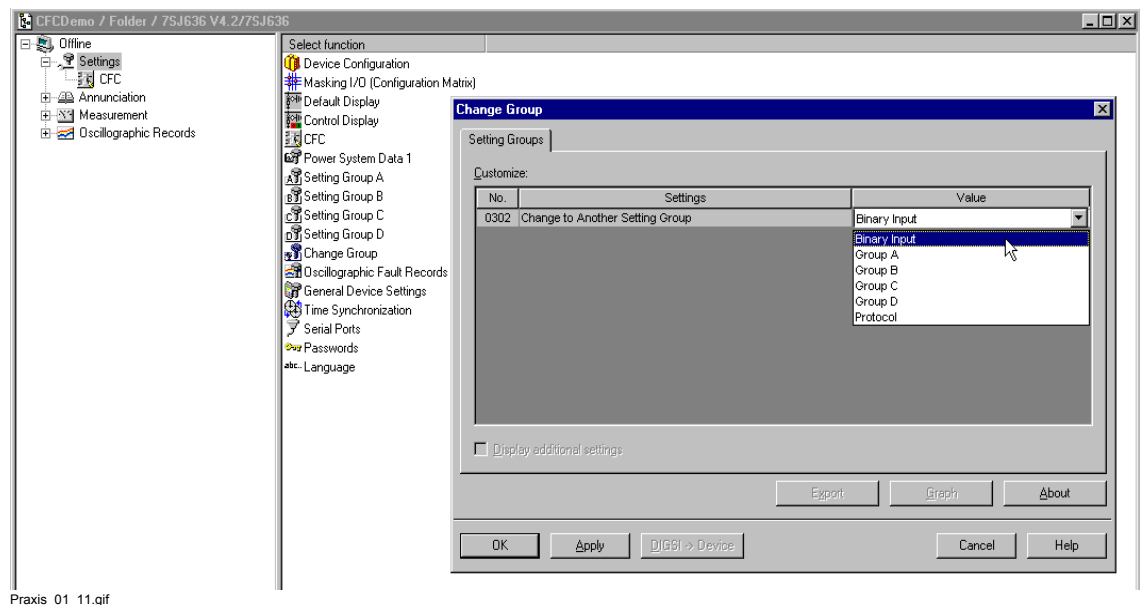 CFCDemo / Folder / 7SJ636 V4.2/7SJ636
Offline
Settings
CFC
Annunciation
Measurement
Oscillographic Records
Select function
Device Configuration
Masking I/O (Configuration Matrix)
Default Display
Control Display
CFC
Power System Data 1
Setting Group A
Setting Group B
Setting Group C
Setting Group D
Change Group
Oscillographic Fault Records
General Device Settings
Time Synchronization
Serial Ports
Passwords
abc.. Language
Change Group
Setting Groups
Customize:
No. Settings Value
0302 Change to Another Setting Group Binary Input
Binary Input
Group A
Group B
Group C
Group D
Protocol
Display additional settings
Export Graph About
OK Apply DIGSI -> Device Cancel Help
Praxis_01_11.gif